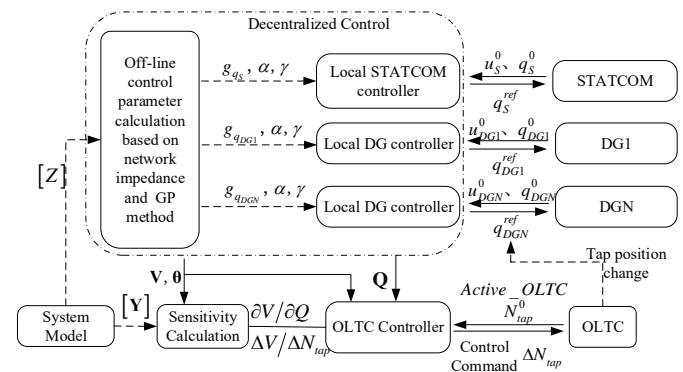 Decentralized Control
Off-line
control
parameter
calculation
based on
network
impedance
and GP
method
g_{q_S}, α, γ
Local STATCOM
controller
u_S^0、 q_S^0
q_S^{ref}
STATCOM
g_{q_{DG1}}, α, γ
Local DG controller
u_{DG1}^0、 q_{DG1}^0
q_{DG1}^{ref}
DG1
g_{q_{DGN}}, α, γ
Local DG controller
u_{DGN}^0、 q_{DGN}^0
q_{DGN}^{ref}
DGN
[Z]
Tap position
change
V, θ
Q
System
Model
[Y]
Sensitivity
Calculation
∂V/∂Q
ΔV/ΔN_{tap}
OLTC Controller
Active_OLTC
N_{tap}^0
Control
Command ΔN_{tap}
OLTC